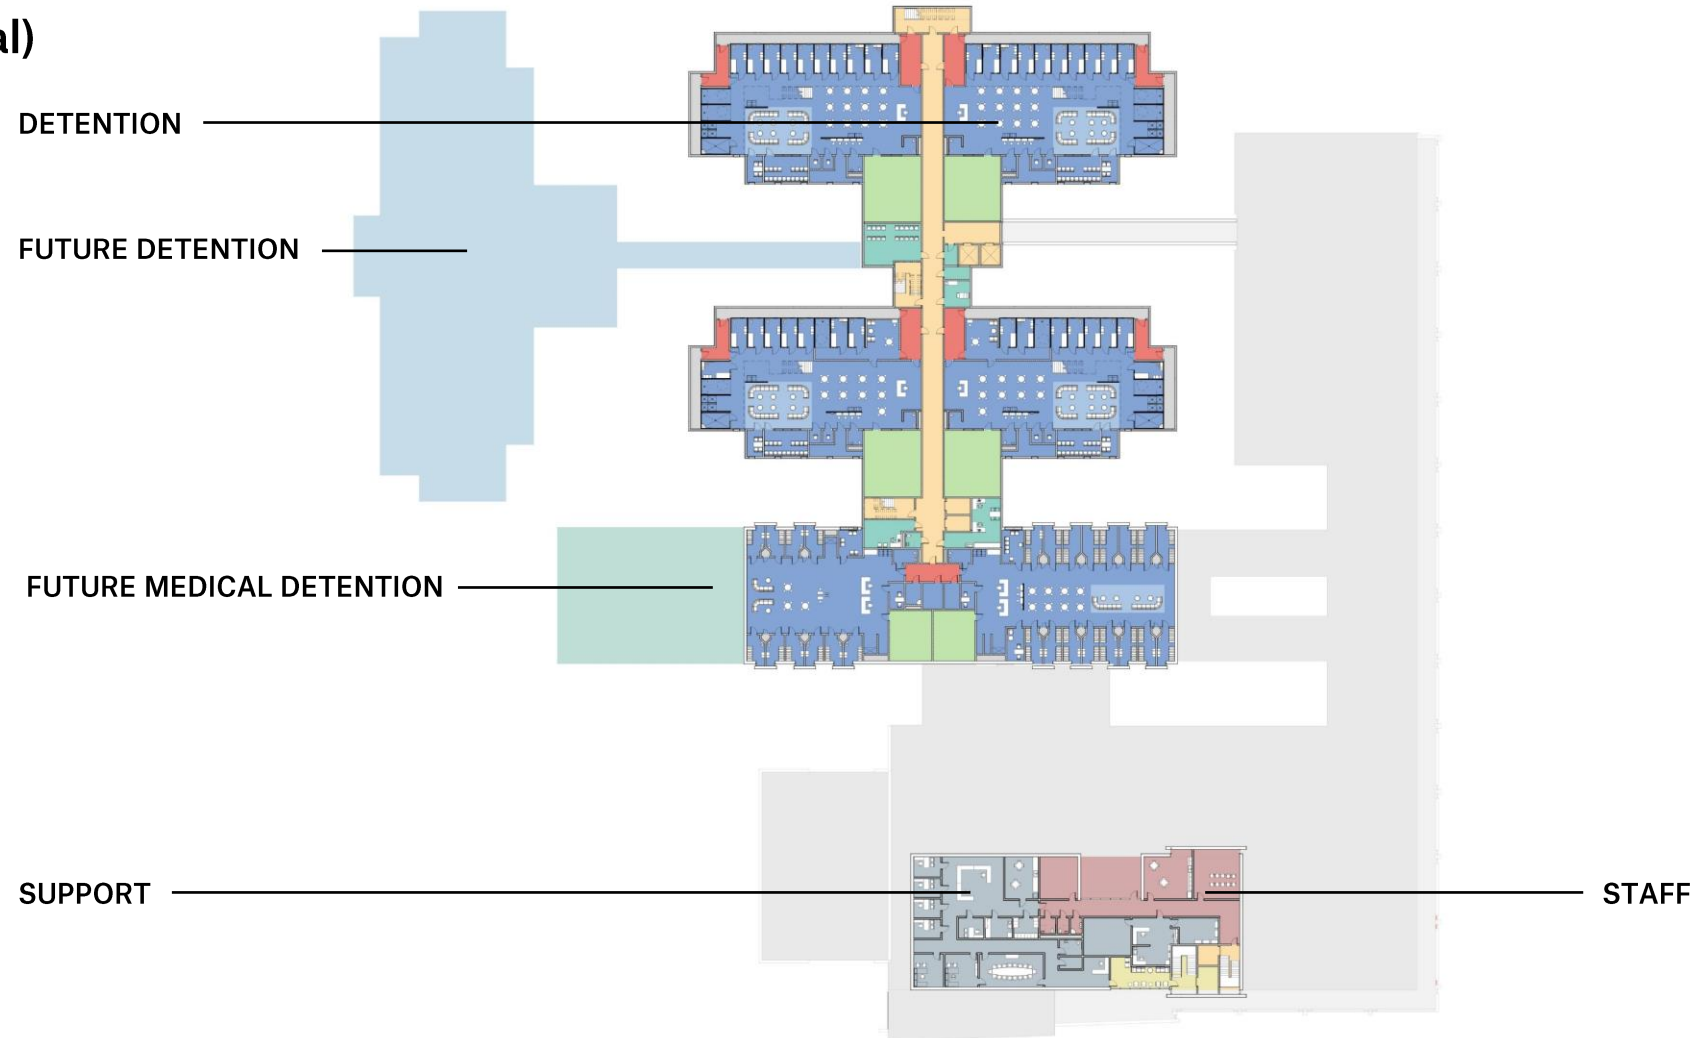 al)
DETENTION
FUTURE DETENTION
FUTURE MEDICAL DETENTION
SUPPORT
STAFF